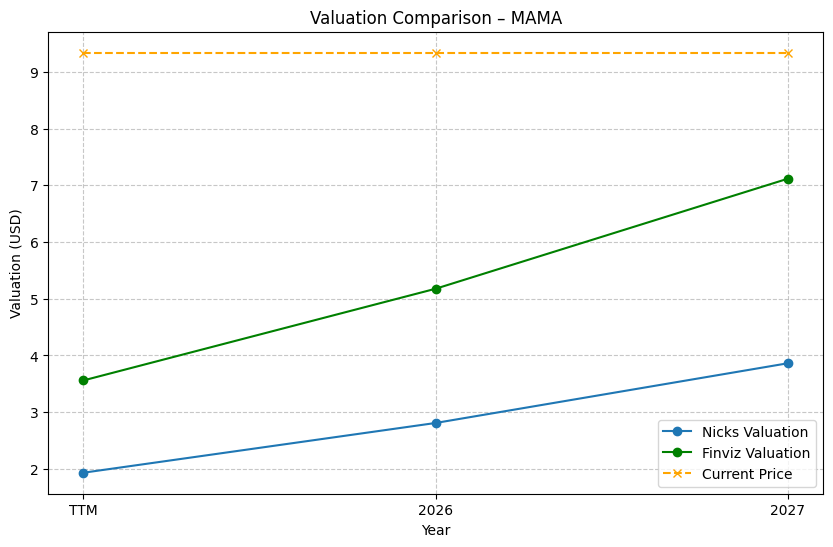 Valuation Comparison – MAMA
Valuation (USD)
9
8
7
6
5
4
3
2
TTM
2026
2027
Year
Nicks Valuation
Finviz Valuation
Current Price